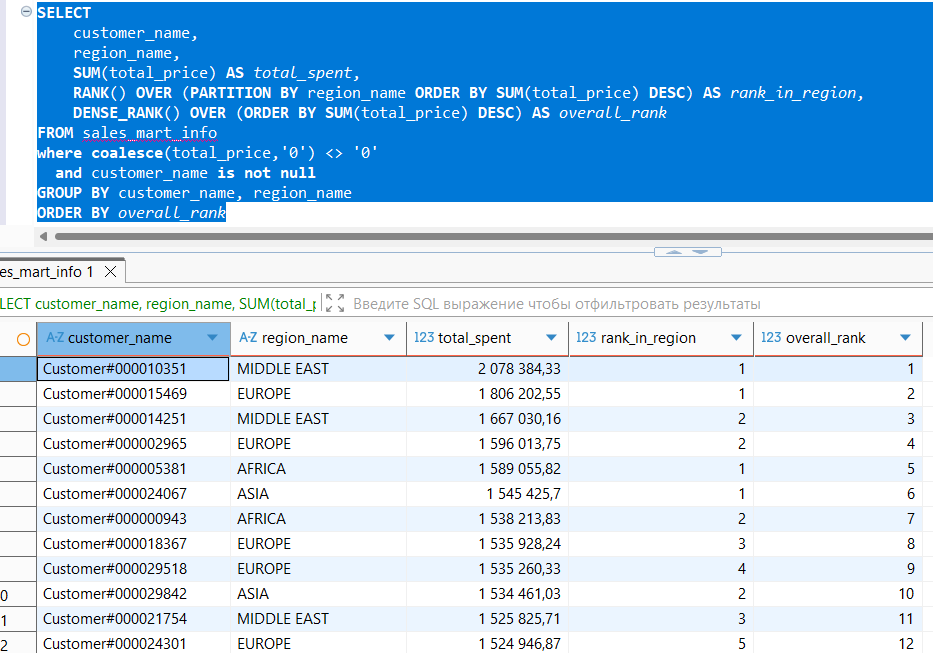 SELECT
customer_name,
region_name,
SUM(total_price) AS total_spent,
RANK() OVER (PARTITION BY region_name ORDER BY SUM(total_price) DESC) AS rank_in_region,
DENSE_RANK() OVER (ORDER BY SUM(total_price) DESC) AS overall_rank
FROM sales_mart_info
where coalesce(total_price,'0') <> '0'
and customer_name is not null
GROUP BY customer_name, region_name
ORDER BY overall_rank
es_mart_info 1
LECT customer_name, region_name, SUM(total_p Введите SQL выражение чтобы отфильтровать результаты
A-Z customer_name A-Z region_name 123 total_spent 123 rank_in_region 123 overall_rank
Customer#000010351 MIDDLE EAST 2 078 384,33 1 1
Customer#000015469 EUROPE 1 806 202,55 1 2
Customer#000014251 MIDDLE EAST 1 667 030,16 2 3
Customer#000002965 EUROPE 1 596 013,75 2 4
Customer#000005381 AFRICA 1 589 055,82 1 5
Customer#000024067 ASIA 1 545 425,7 1 6
Customer#000000943 AFRICA 1 538 213,83 2 7
Customer#000018367 EUROPE 1 535 928,24 3 8
Customer#000029518 EUROPE 1 535 260,33 4 9
0 Customer#000029842 ASIA 1 534 461,03 2 10
1 Customer#000021754 MIDDLE EAST 1 525 825,71 3 11
2 Customer#000024301 EUROPE 1 524 946,87 5 12